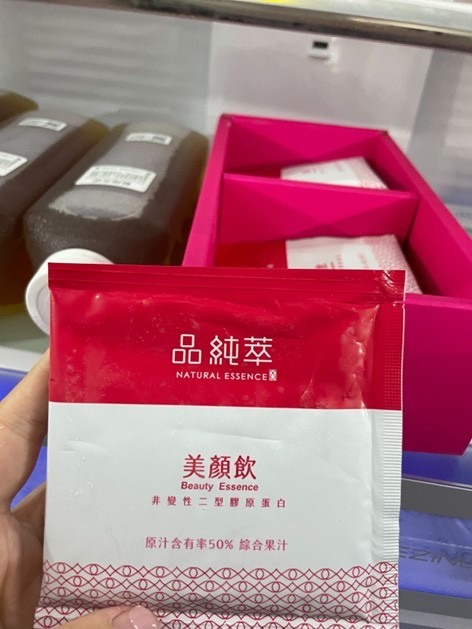 品純萃
NATURAL ESSENCE
美顏飲
Beauty Essence
非變性二型膠原蛋白
原汁含有率50% 綜合果汁